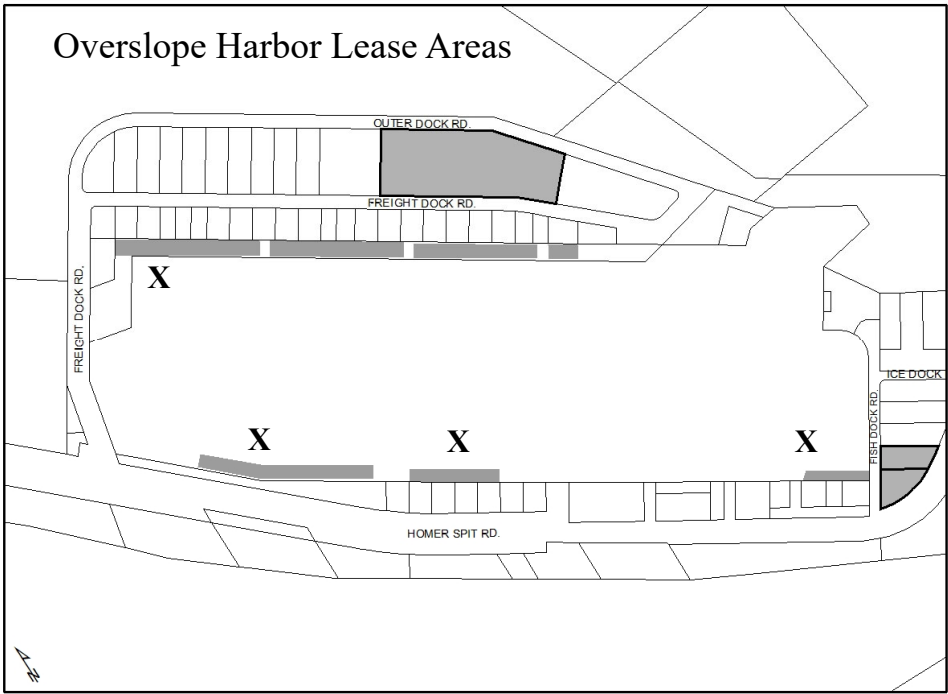 Overslope Harbor Lease Areas
OUTER DOCK RD.
FREIGHT DOCK RD.
X
FREIGHT DOCK RD.
ICE DOCK
FISH DOCK RD.
X
X
X
HOMER SPIT RD.
N